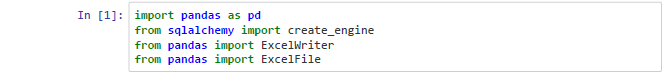 In [1]: import pandas as pd
from sqlalchemy import create_engine
from pandas import ExcelWriter
from pandas import ExcelFile